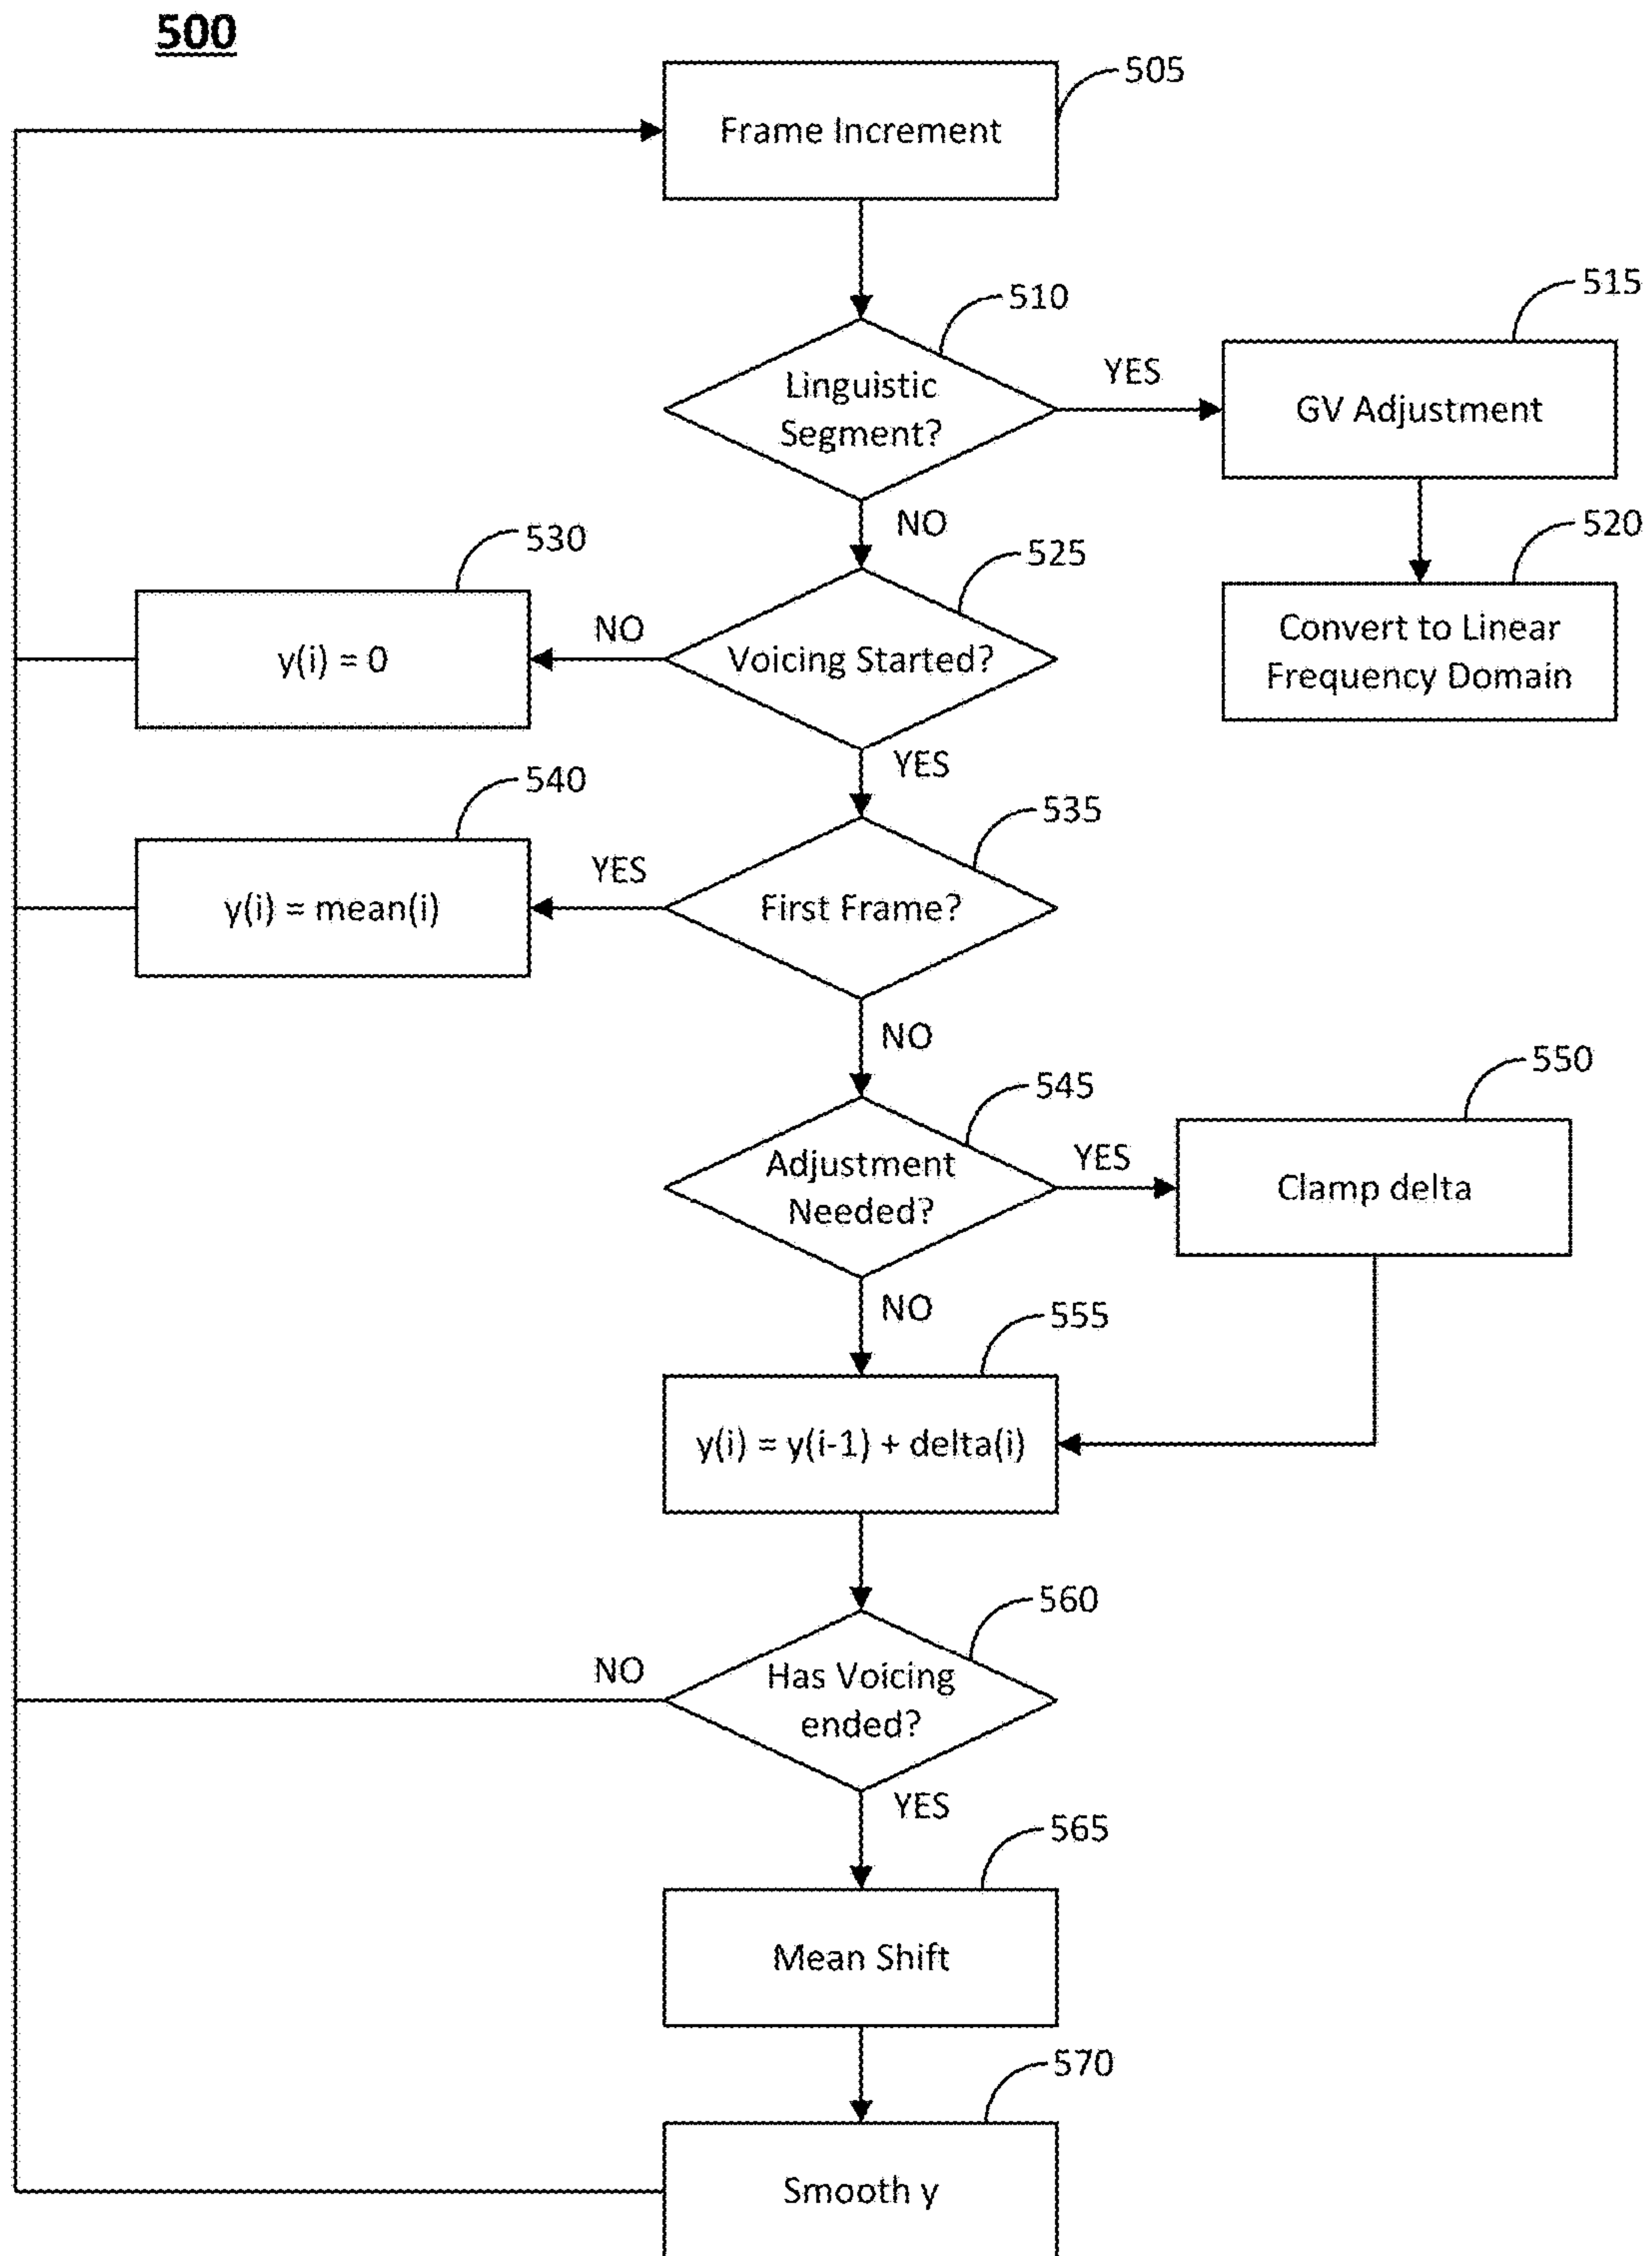 500
505
Frame Increment
510
Linguistic
Segment?
YES
515
GV Adjustment
NO
520
Convert to Linear
Frequency Domain
525
Voicing Started?
NO
530
y(i) = 0
YES
535
First Frame?
YES
540
y(i) = mean(i)
NO
545
Adjustment
Needed?
YES
550
Clamp delta
NO
555
y(i) = y(i-1) + delta(i)
560
Has Voicing
ended?
NO
YES
565
Mean Shift
570
Smooth y